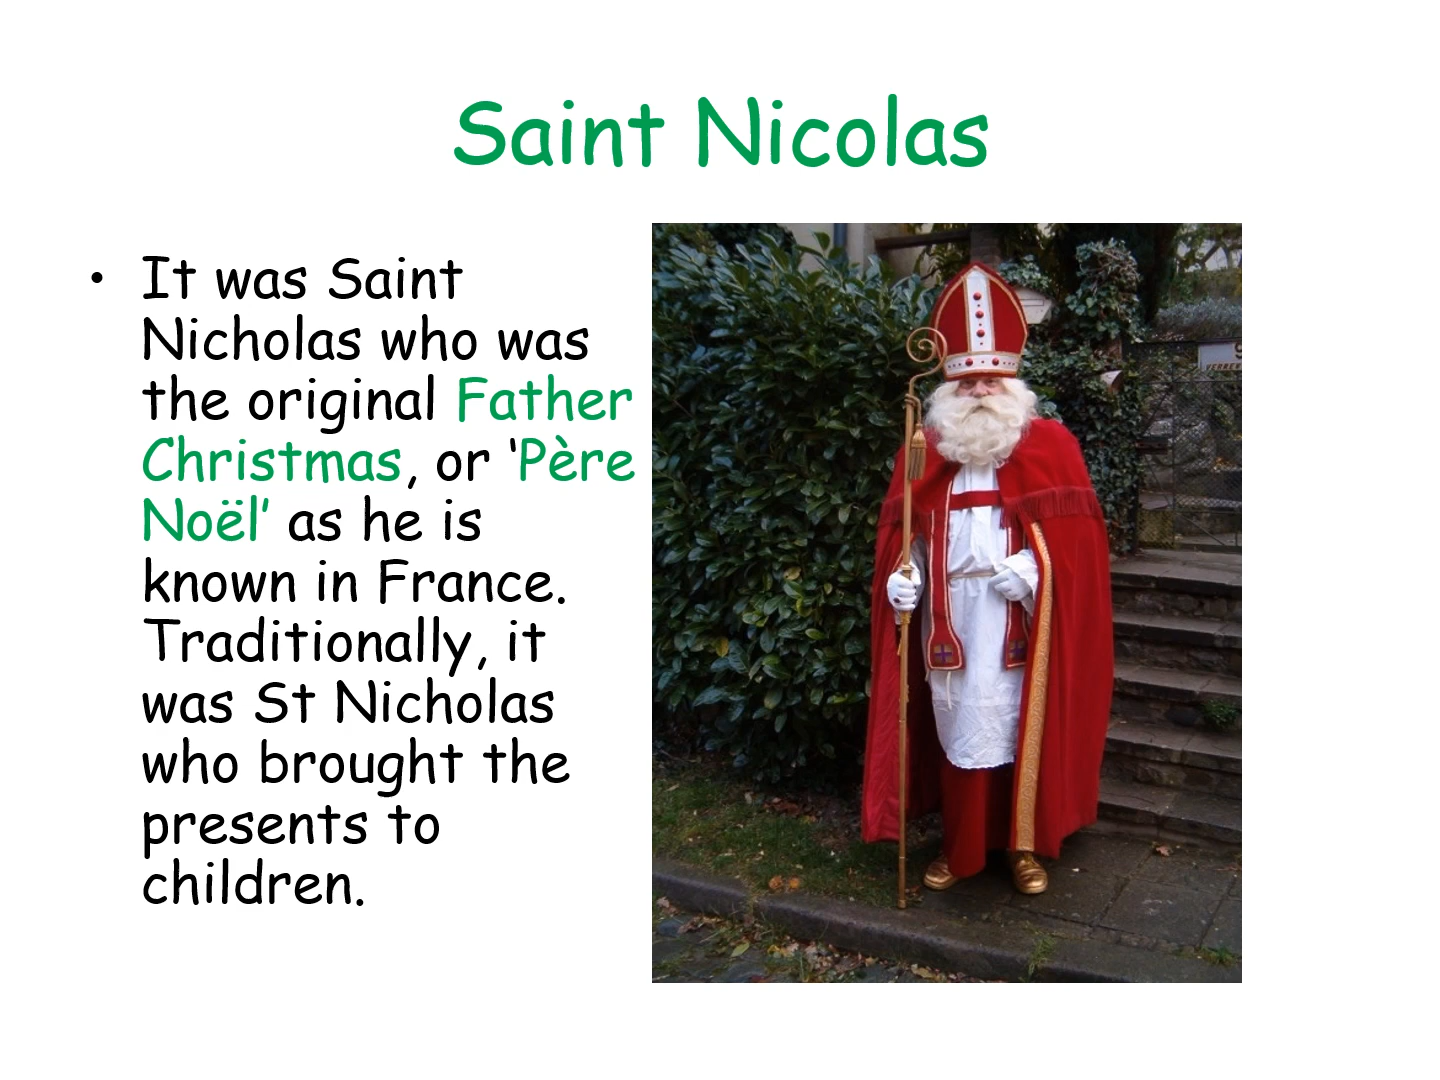 Saint Nicolas
• It was Saint
Nicholas who was
the original Father
Christmas, or ‘Père
Noël’ as he is
known in France.
Traditionally, it
was St Nicholas
who brought the
presents to
children.